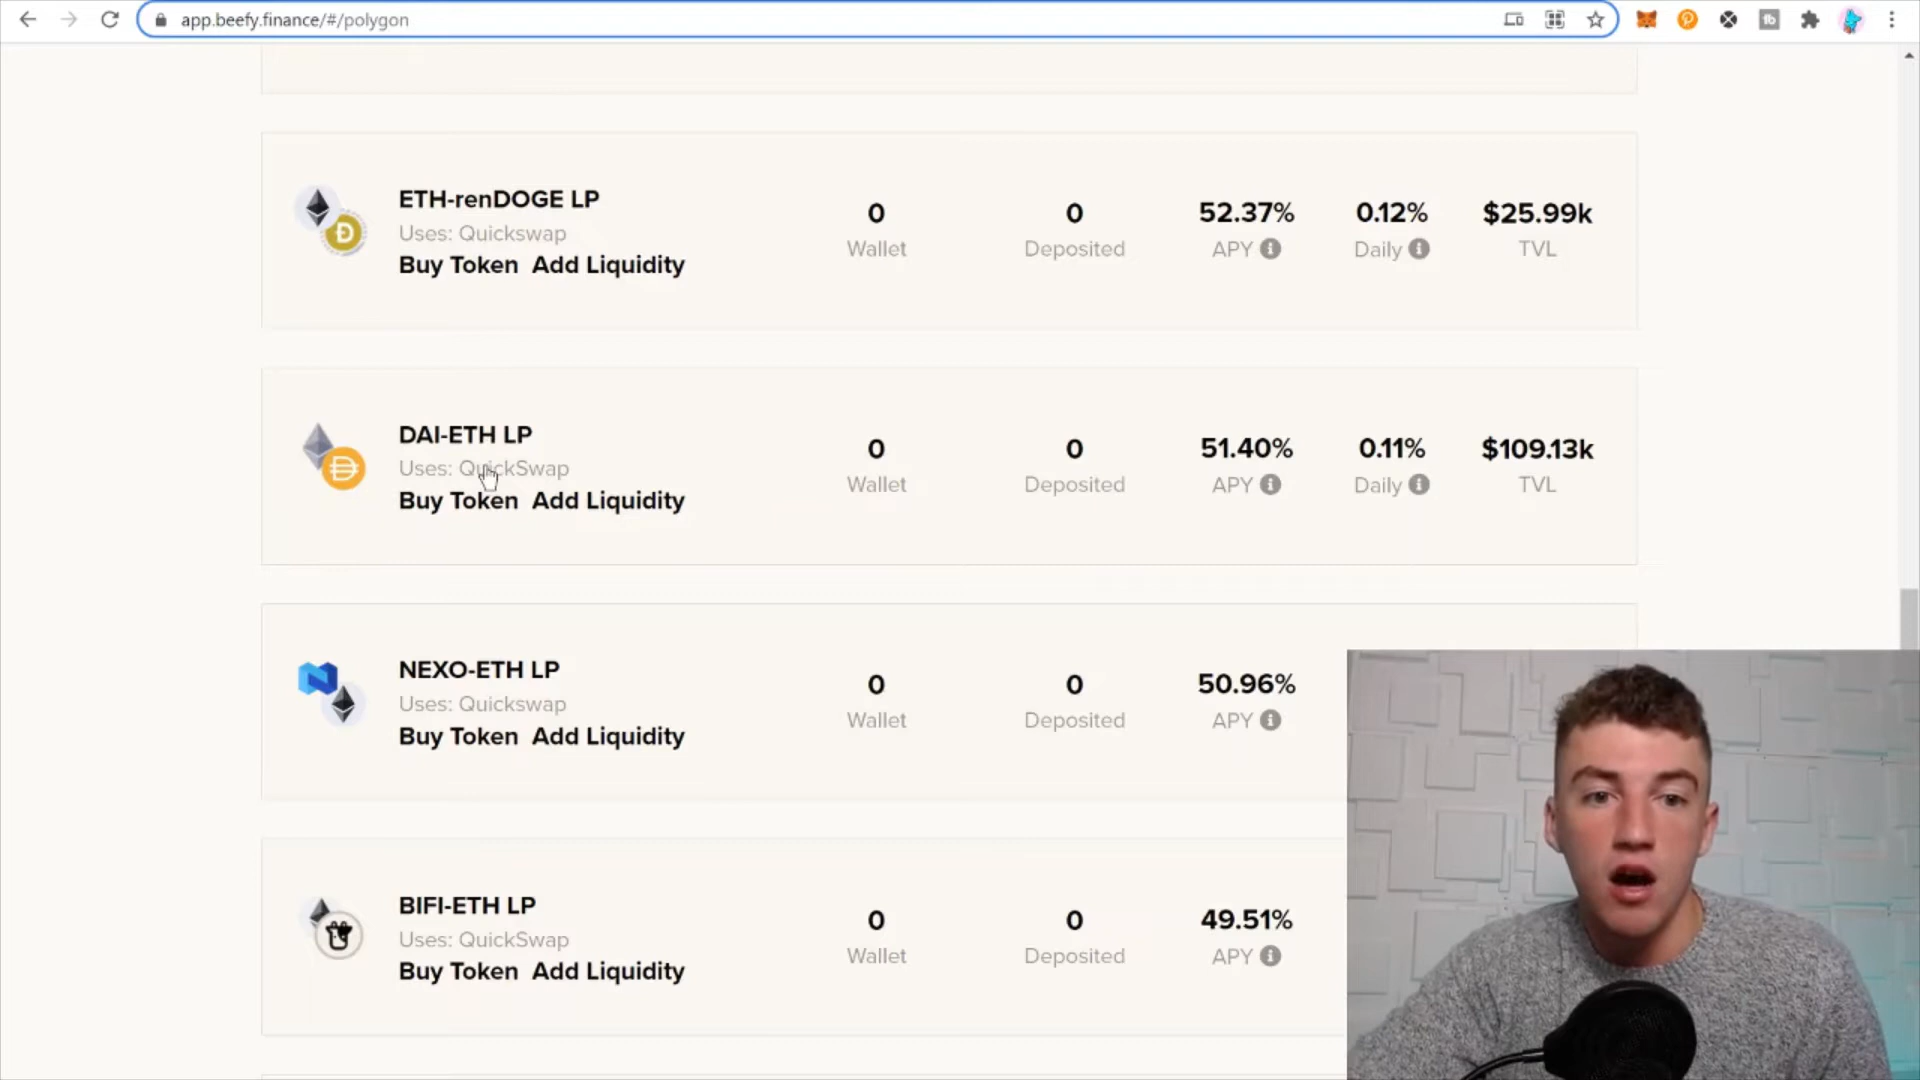 app.beefy.finance/#/polygon
ETH-renDOGE LP
Uses: Quickswap
Buy Token Add Liquidity
0
Wallet
0
Deposited
52.37%
APY
0.12%
Daily
$25.99k
TVL
DAI-ETH LP
Uses: QuickSwap
Buy Token Add Liquidity
0
Wallet
0
Deposited
51.40%
APY
0.11%
Daily
$109.13k
TVL
NEXO-ETH LP
Uses: Quickswap
Buy Token Add Liquidity
0
Wallet
0
Deposited
50.96%
APY
BIFI-ETH LP
Uses: QuickSwap
Buy Token Add Liquidity
0
Wallet
0
Deposited
49.51%
APY